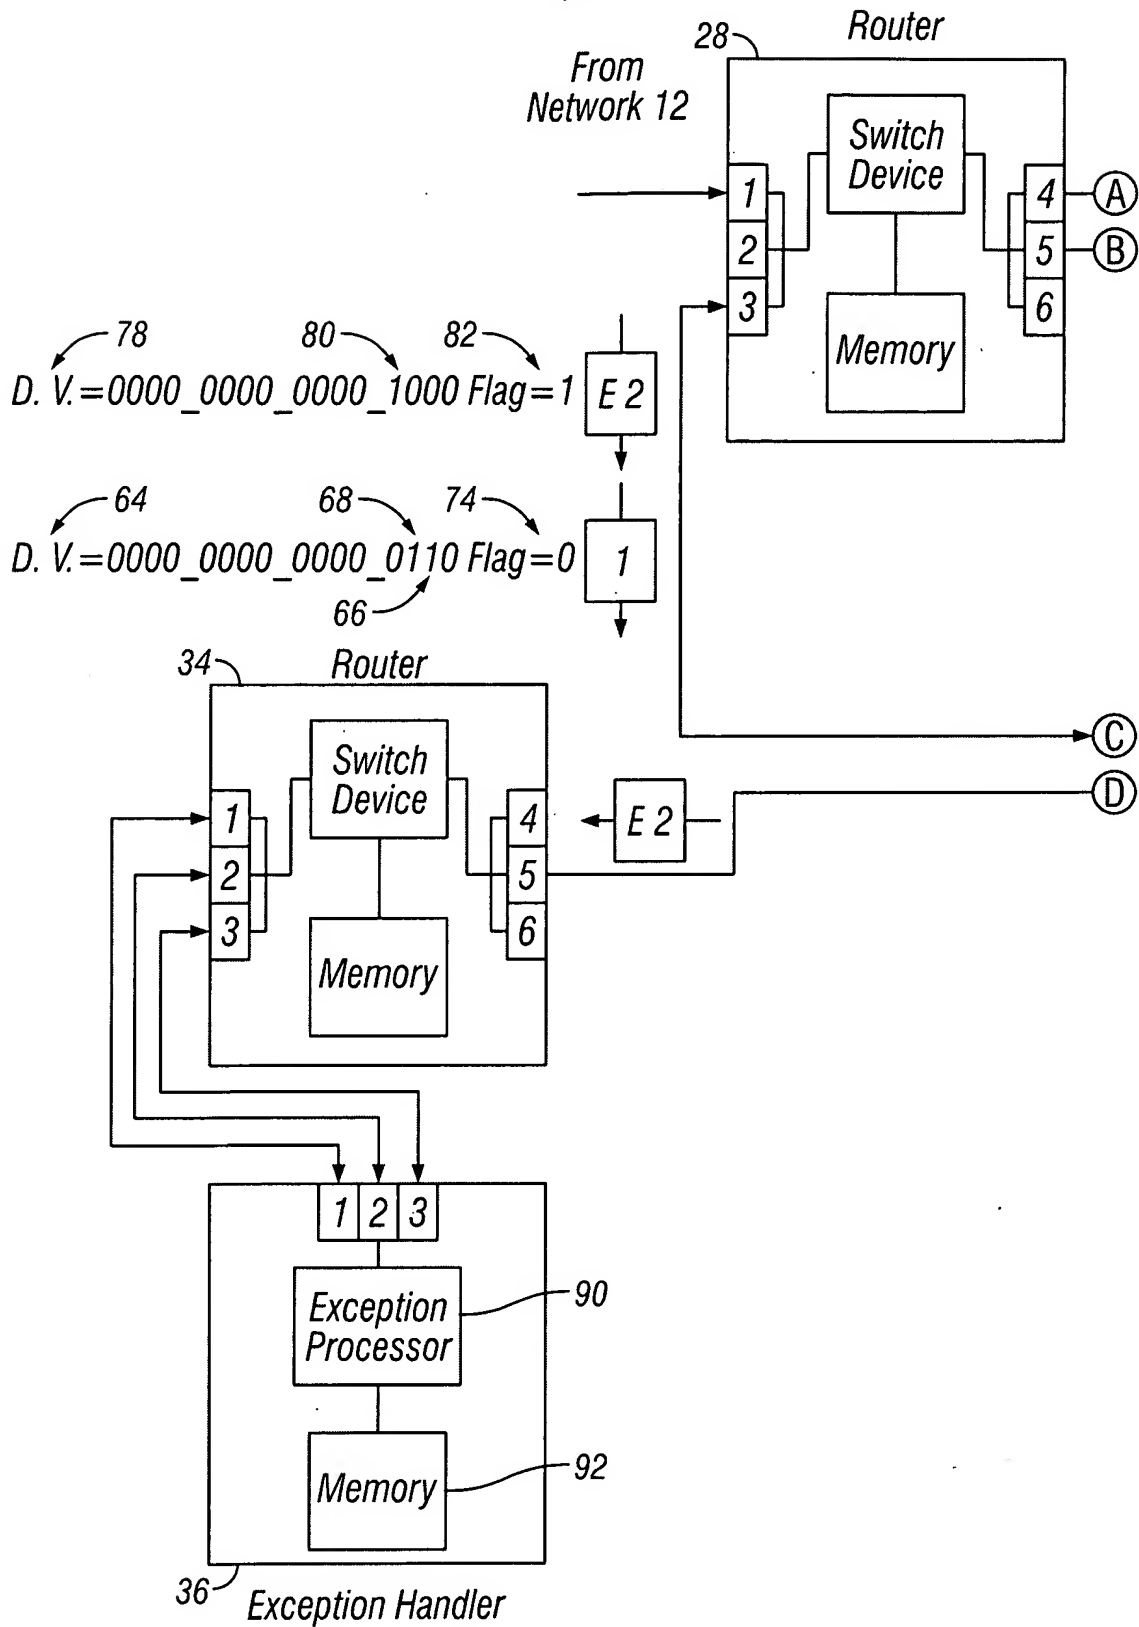 28
Router
From
Network 12
Switch
Device
1
2
3
4
5
6
A
B
Memory
78
80
82
D. V.=0000_0000_0000_1000 Flag=1
E 2
64
68
74
D. V.=0000_0000_0000_0110 Flag=0
1
66
34
Router
C
Switch
Device
D
1
2
3
4
5
6
E 2
Memory
1
2
3
Exception
Processor
90
Memory
92
36
Exception Handler